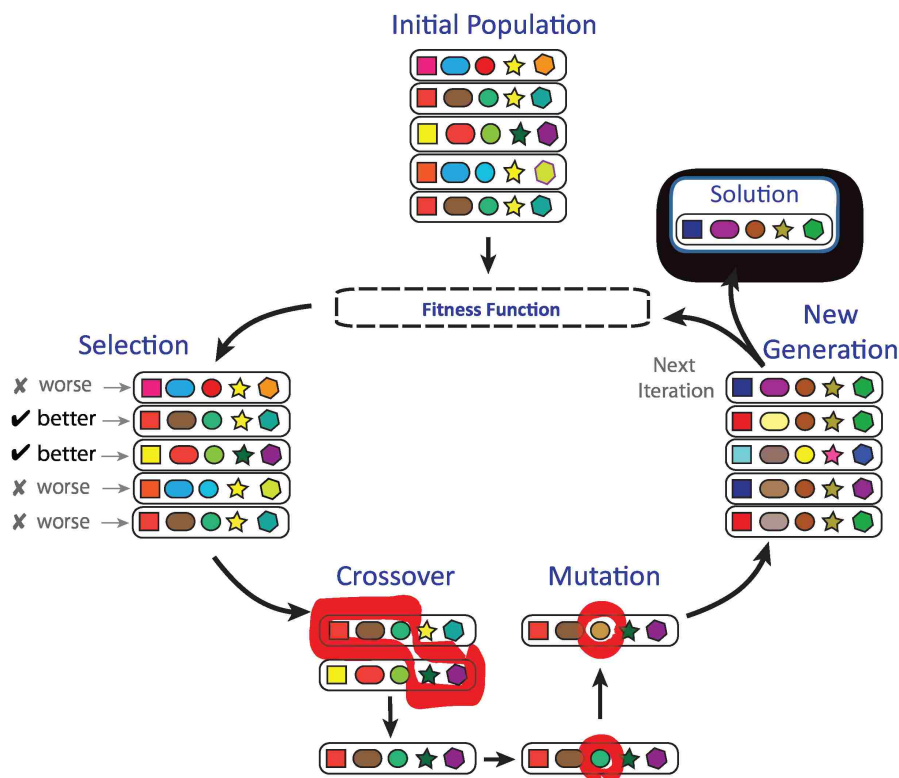 Initial Population
Solution
Fitness Function
New
Generation
Next
Iteration
Selection
✘ worse
✔ better
✔ better
✘ worse
✘ worse
Crossover
Mutation